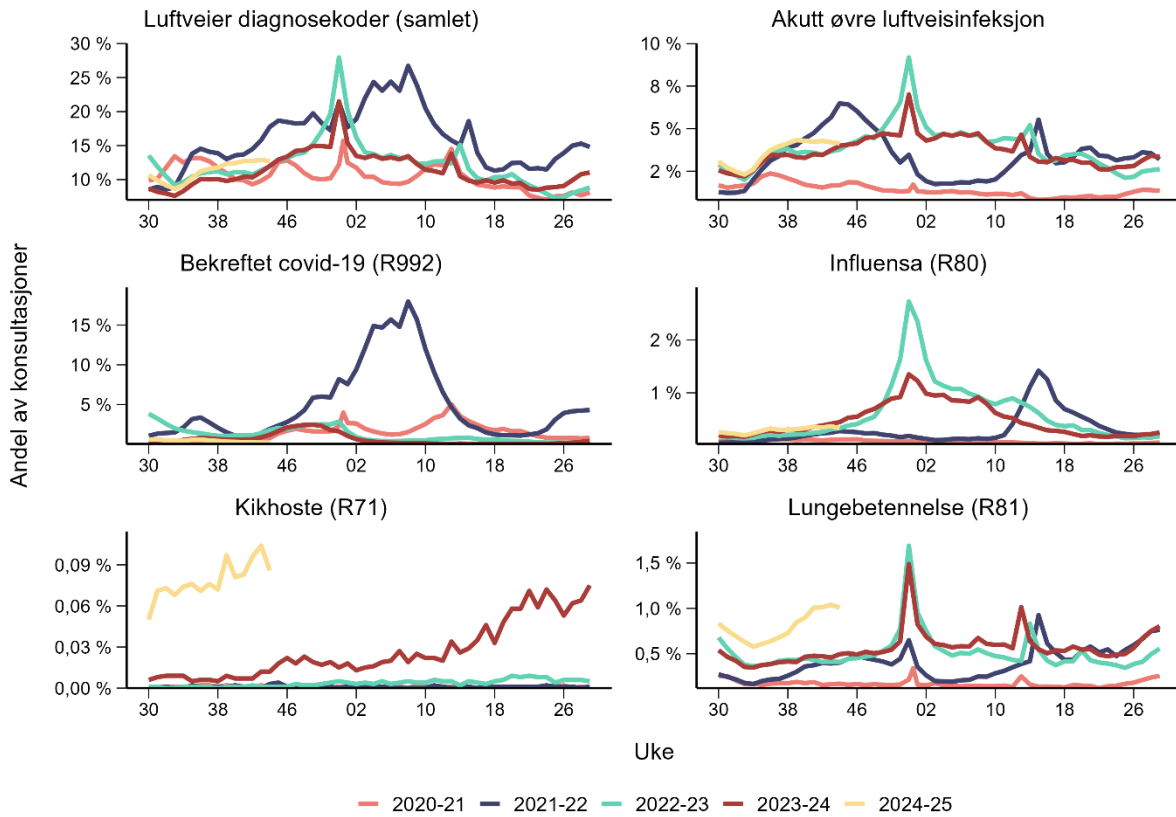 Luftveier diagnosekoder (samlet)
30 %
25 %
20 %
15 %
10 %
30 38 46 02 10 18 26
Akutt øvre luftveisinfeksjon
10 %
8 %
5 %
2 %
30 38 46 02 10 18 26
Andel av konsultasjoner
Bekreftet covid-19 (R992)
15 %
10 %
5 %
30 38 46 02 10 18 26
Influensa (R80)
2 %
1 %
30 38 46 02 10 18 26
Kikhoste (R71)
0,09 %
0,06 %
0,03 %
0,00 %
30 38 46 02 10 18 26
Lungebetennelse (R81)
1,5 %
1,0 %
0,5 %
30 38 46 02 10 18 26
Uke
2020-21 2021-22 2022-23 2023-24 2024-25